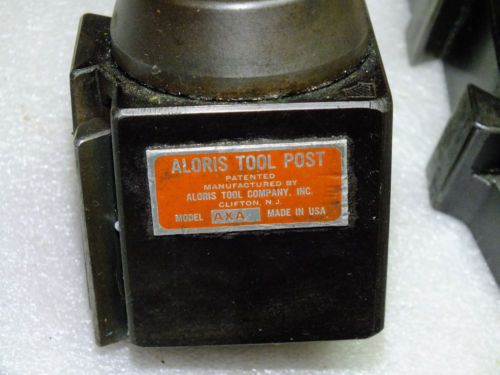 ALORIS TOOL POST
PATENTED
MANUFACTURED BY
ALORIS TOOL COMPANY, INC.
CLIFTON, N.J.
MODEL AXA MADE IN USA